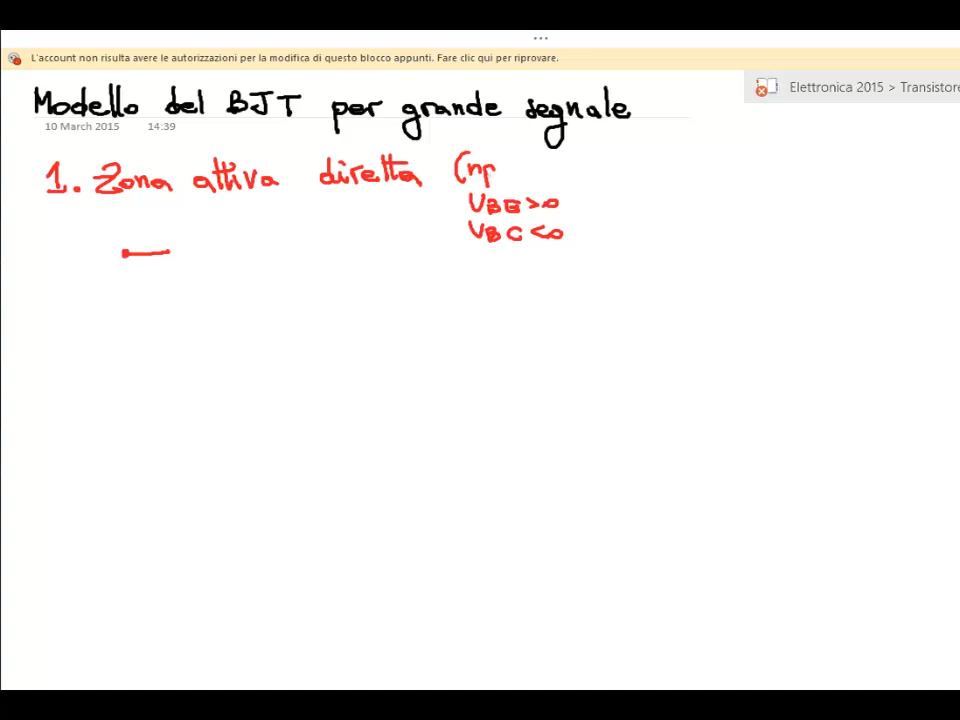 L'account non risulta avere le autorizzazioni per la modifica di questo blocco appunti. Fare clic qui per riprovare.
Elettronica 2015 > Transistore
Modello del BJT per grande segnale
10 March 2015 14:39
1. Zona attiva diretta (np
VBE>0
VBC<0